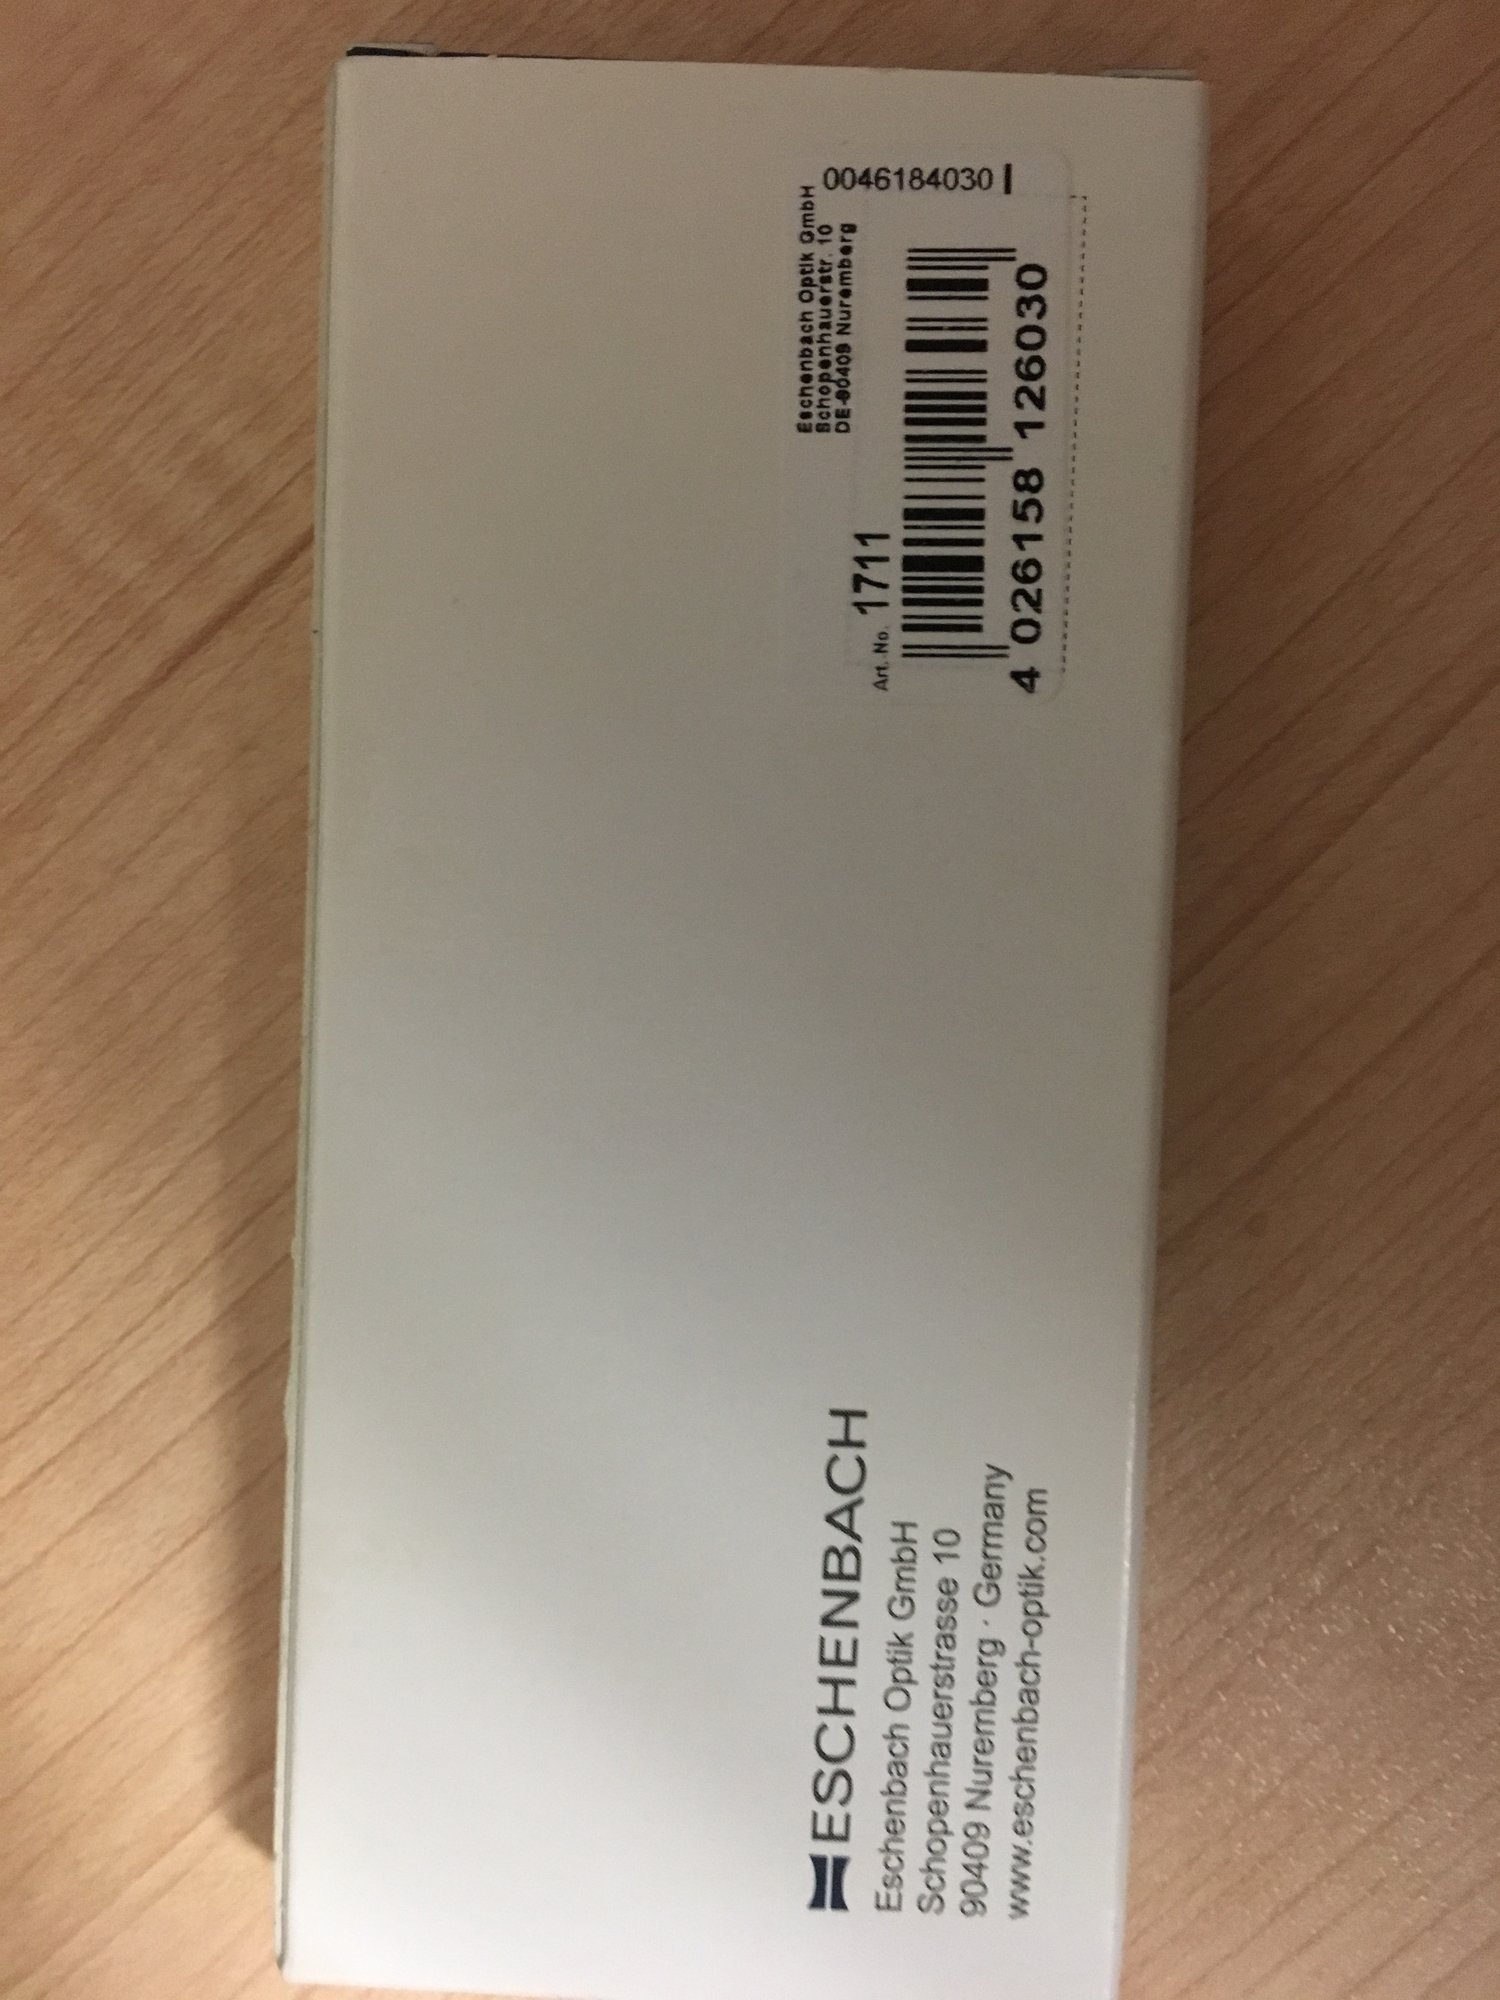 ESCHENBACH
Eschenbach Optik GmbH
Schopenhauerstrasse 10
90409 Nuremberg · Germany
www.eschenbach-optik.com
Eschenbach Optik GmbH
Schopenhauerstr. 10
DE-90409 Nuremberg
Art. No. 1711
4 026158 126030
0046184030